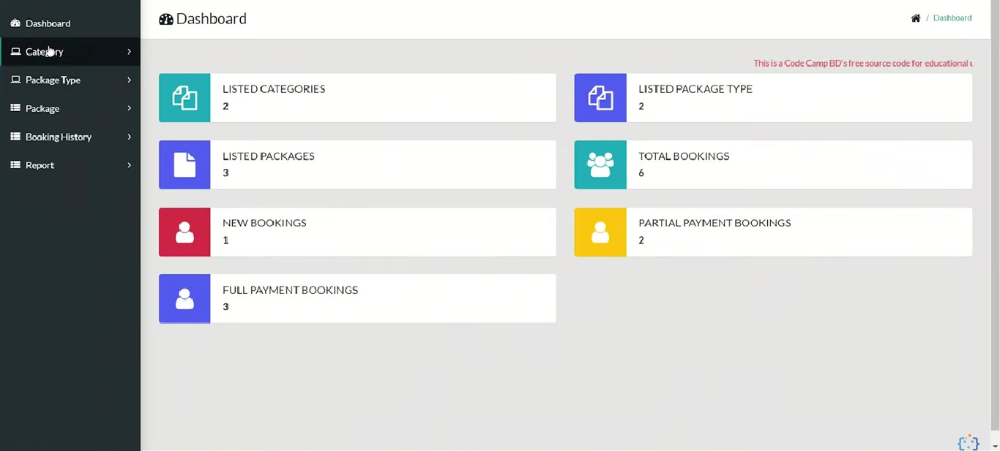 Dashboard
Category
Package Type
Package
Booking History
Report
Dashboard
/ Dashboard
This is a Code Camp BD's free source code for educational
LISTED CATEGORIES
2
LISTED PACKAGE TYPE
2
LISTED PACKAGES
3
TOTAL BOOKINGS
6
NEW BOOKINGS
1
PARTIAL PAYMENT BOOKINGS
2
FULL PAYMENT BOOKINGS
3